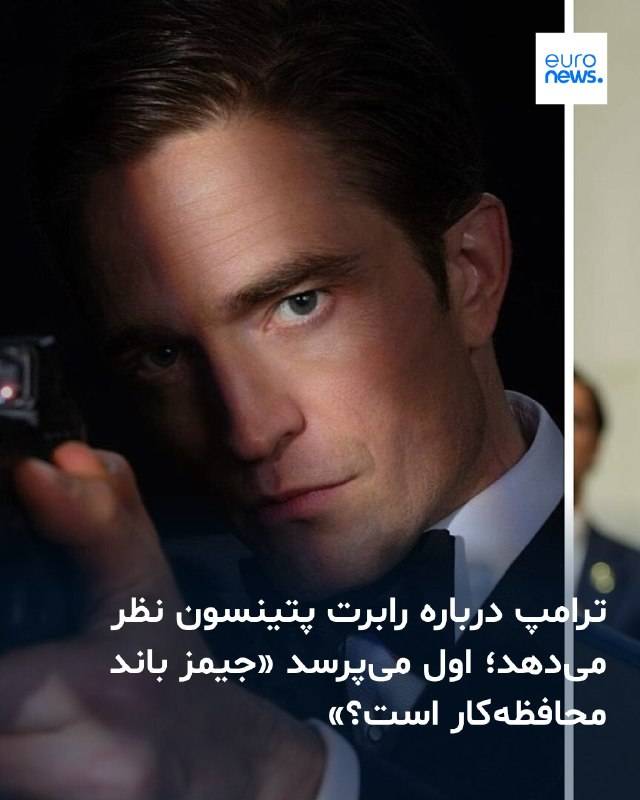 euro
news.
ترامپ درباره رابرت پتینسون نظر
می‌دهد؛ اول می‌پرسد «جیمز باند
محافظه‌کار است؟»